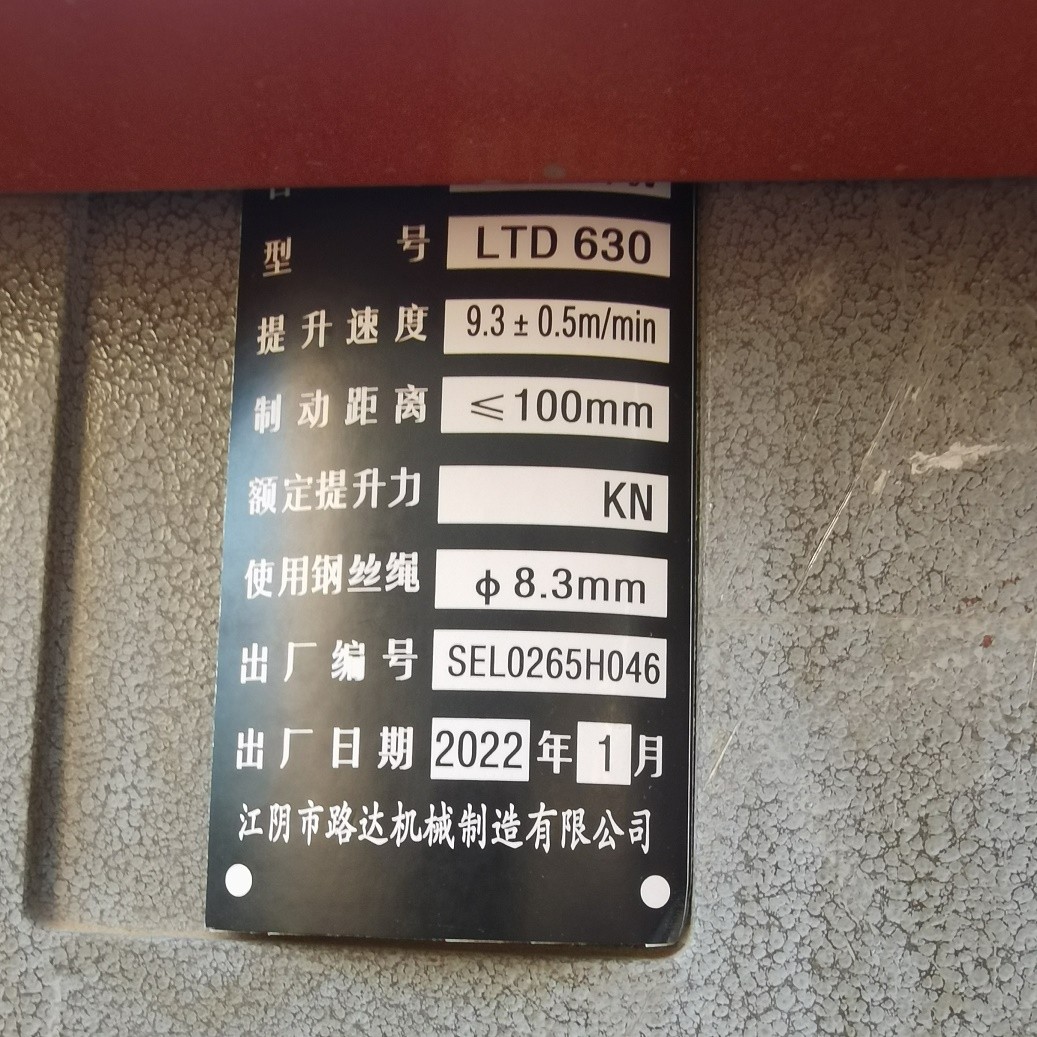 型号 LTD 630
提升速度 9.3 ± 0.5m/min
制动距离 ≤100mm
额定提升力 KN
使用钢丝绳 ϕ 8.3mm
出厂编号 SEL0265H046
出厂日期 2022 年 1 月
江阴市路达机械制造有限公司